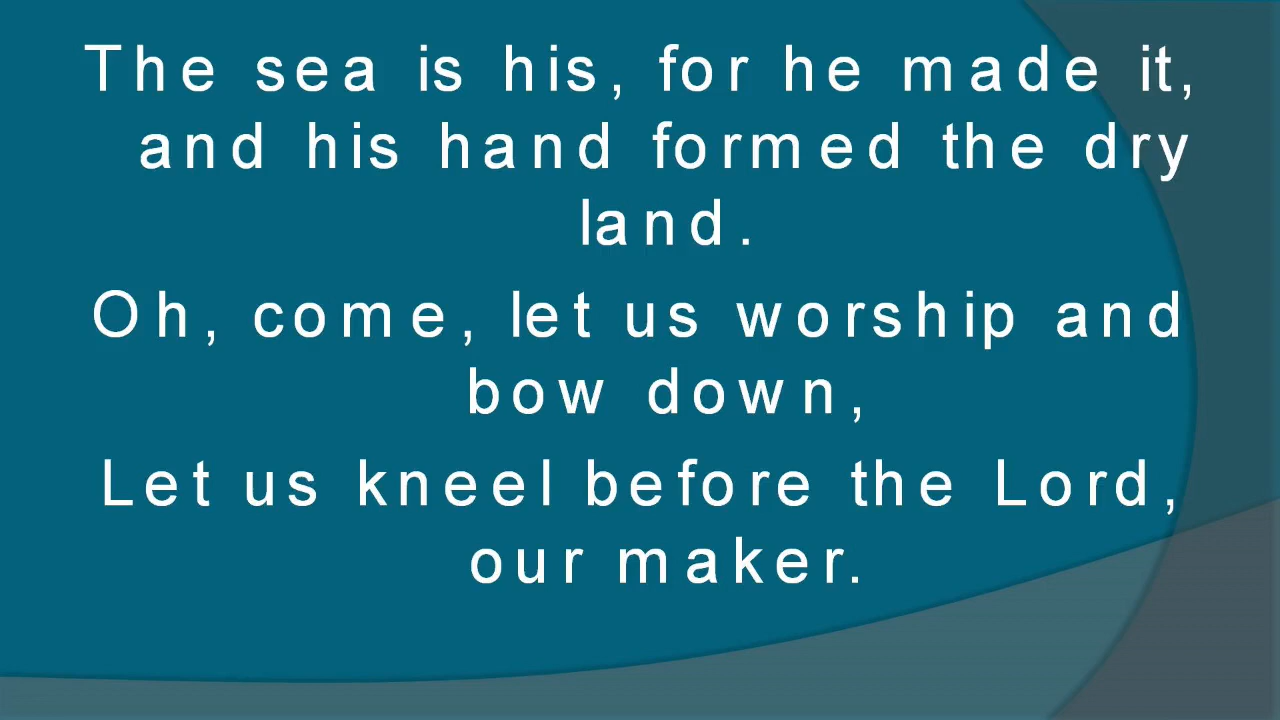 The sea is his, for he made it,
and his hand formed the dry
land.
Oh, come, let us worship and
bow down,
Let us kneel before the Lord,
our maker.